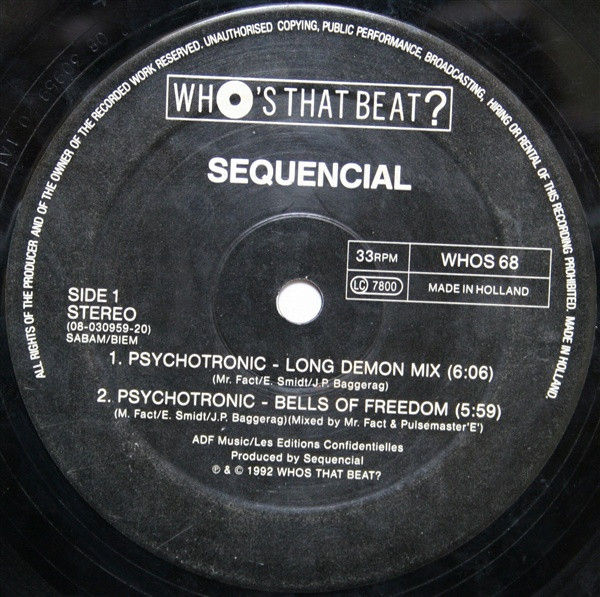 ALL RIGHTS OF THE PRODUCER AND OF THE OWNER OF THE RECORDED WORK RESERVED. UNAUTHORISED COPYING, PUBLIC PERFORMANCE, BROADCASTING, HIRING OR RENTAL OF THIS RECORDING PROHIBITED. MADE IN HOLLAND.
WHO'S THAT BEAT?
SEQUENCIAL
33RPM WHOS 68
LC 7800 MADE IN HOLLAND
SIDE 1
STEREO
(08-030959-20)
SABAM/BIEM
1. PSYCHOTRONIC - LONG DEMON MIX (6:06)
(Mr. Fact/E. Smidt/J.P. Baggerag)
2. PSYCHOTRONIC - BELLS OF FREEDOM (5:59)
(M. Fact/E. Smidt/J.P. Baggerag)(Mixed by Mr. Fact & Pulsemaster'E')
ADF Music/Les Editions Confidentielles
Produced by Sequencial
℗ & © 1992 WHOS THAT BEAT?